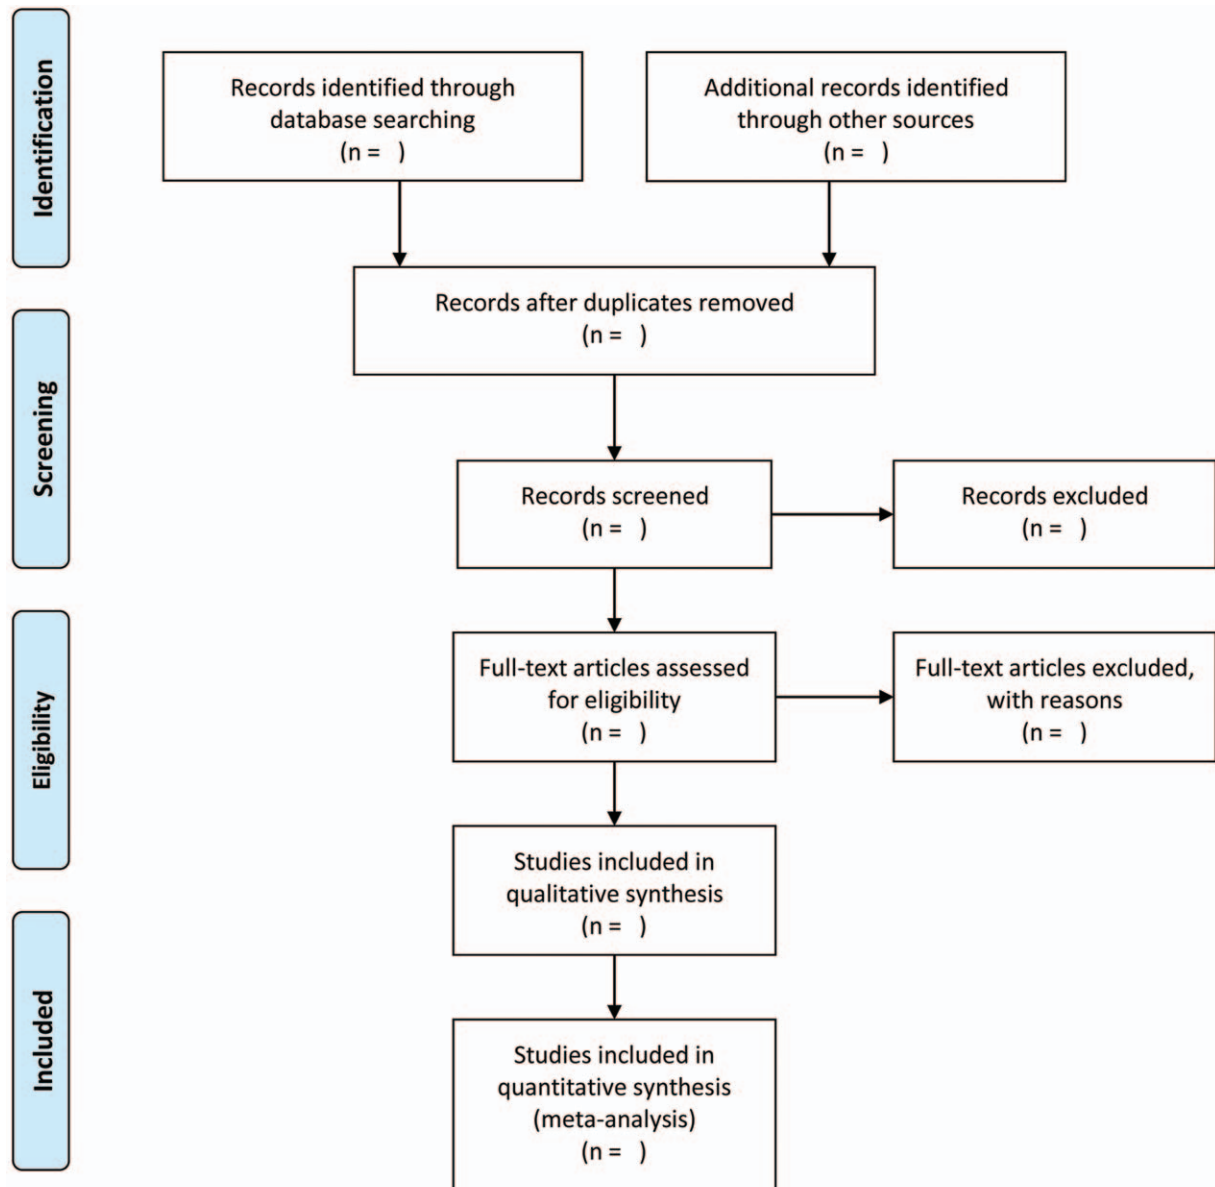 Identification
Records identified through
database searching
(n =   )
Additional records identified
through other sources
(n =   )
Records after duplicates removed
(n =   )
Screening
Records screened
(n =   )
Records excluded
(n =   )
Eligibility
Full-text articles assessed
for eligibility
(n =   )
Full-text articles excluded,
with reasons
(n =   )
Studies included in
qualitative synthesis
(n =   )
Included
Studies included in
quantitative synthesis
(meta-analysis)
(n =   )